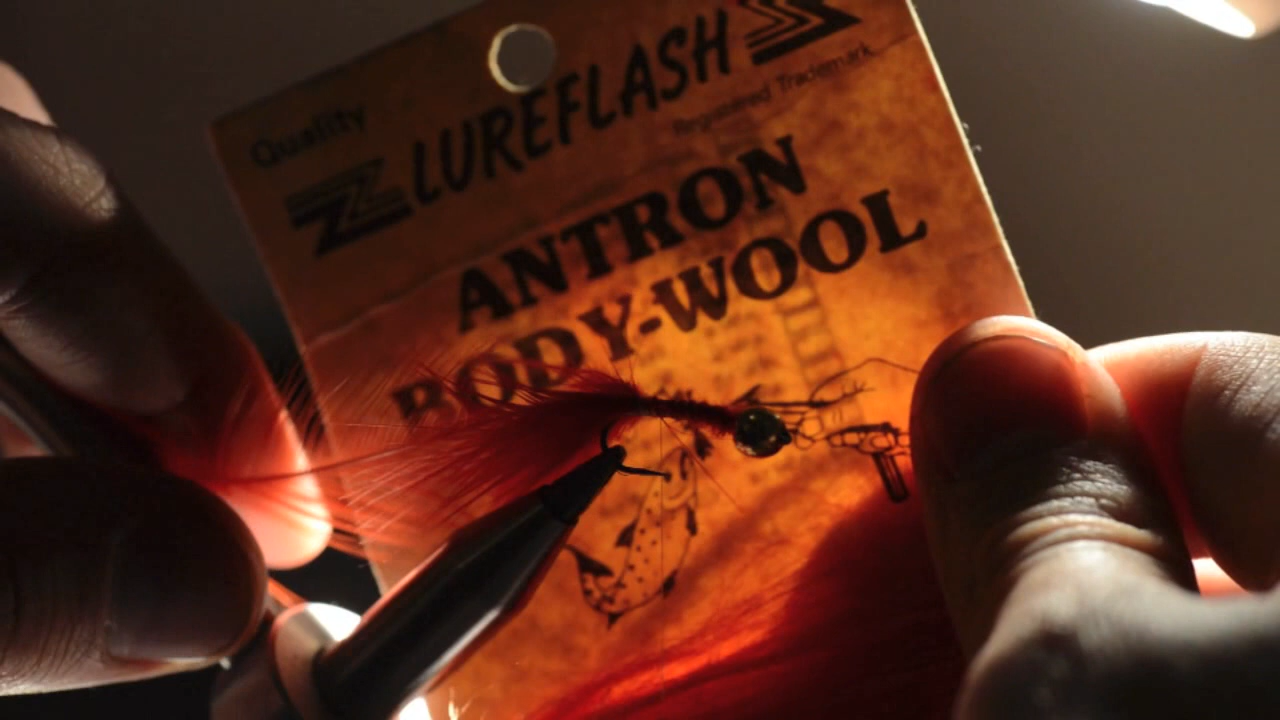 Quality
LUREFLASH
Registered Trademark
ANTRON
BODY-WOOL